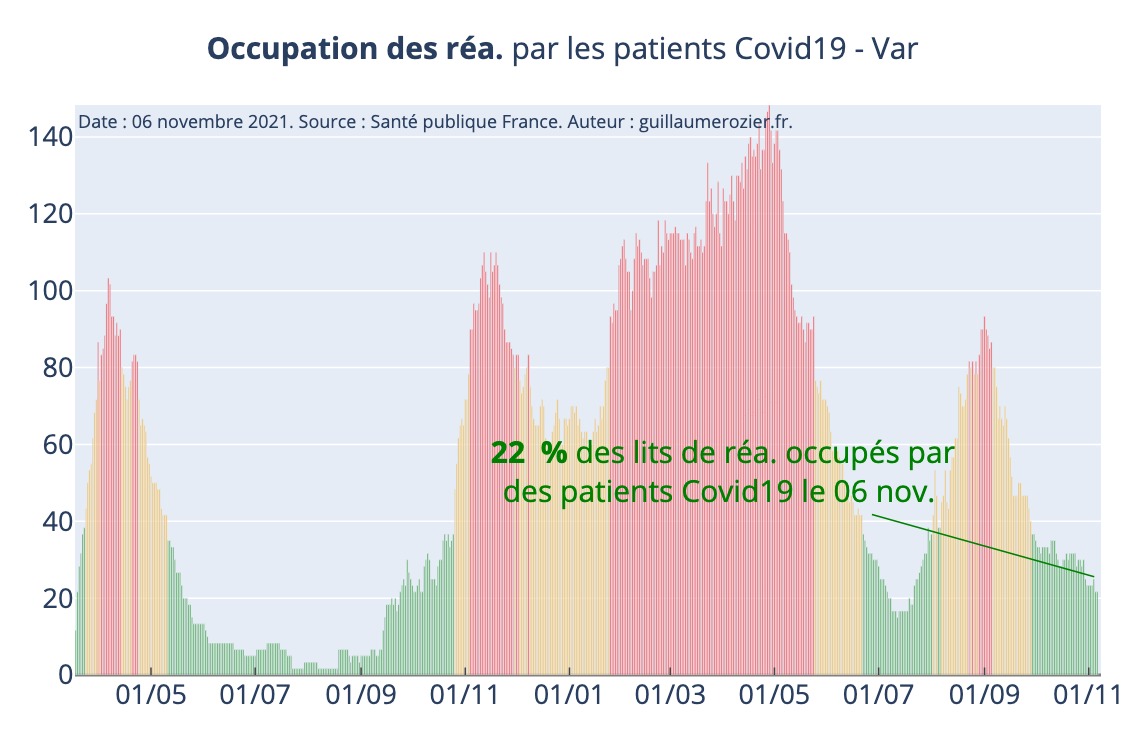 Occupation des réa. par les patients Covid19 - Var
Date : 06 novembre 2021. Source : Santé publique France. Auteur : guillaumerozier.fr.
140
120
100
80
60
40
20
0
22 % des lits de réa. occupés par
des patients Covid19 le 06 nov.
01/05 01/07 01/09 01/11 01/01 01/03 01/05 01/07 01/09 01/11